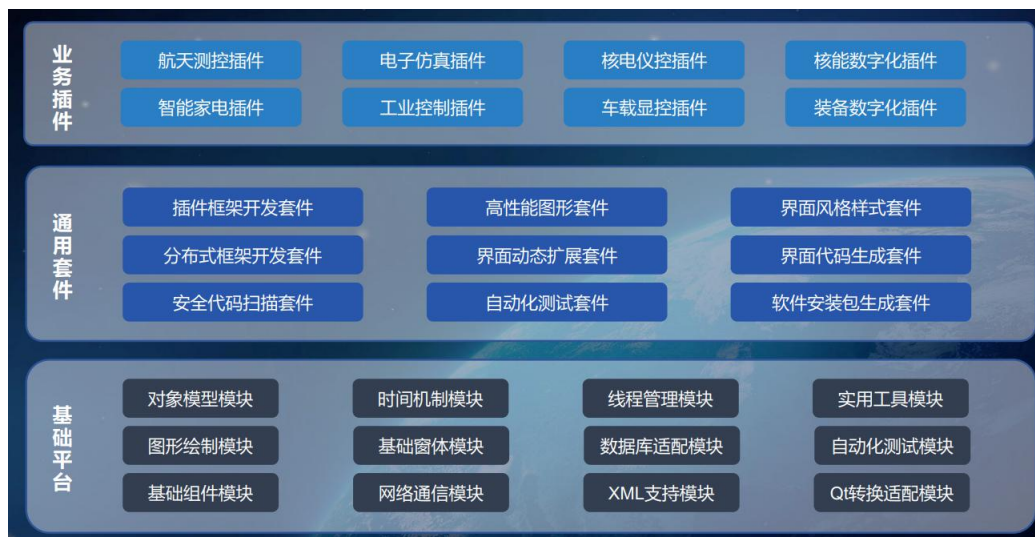 业务插件
航天测控插件 电子仿真插件 核电仪控插件 核能数字化插件
智能家电插件 工业控制插件 车载显控插件 装备数字化插件
通用套件
插件框架开发套件 高性能图形套件 界面风格样式套件
分布式框架开发套件 界面动态扩展套件 界面代码生成套件
安全代码扫描套件 自动化测试套件 软件安装包生成套件
基础平台
对象模型模块 时间机制模块 线程管理模块 实用工具模块
图形绘制模块 基础窗体模块 数据库适配模块 自动化测试模块
基础组件模块 网络通信模块 XML支持模块 Qt转换适配模块